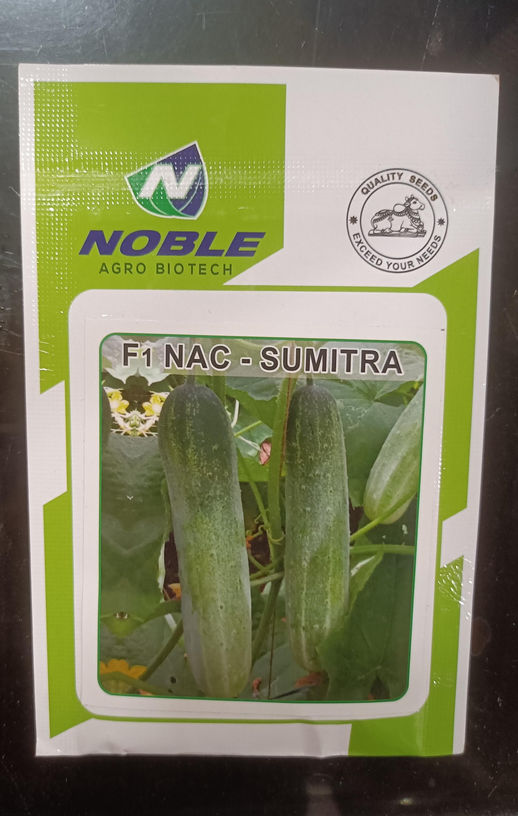 N
NOBLE
AGRO BIOTECH
QUALITY SEEDS
EXCEED YOUR NEEDS
F1 NAC - SUMITRA